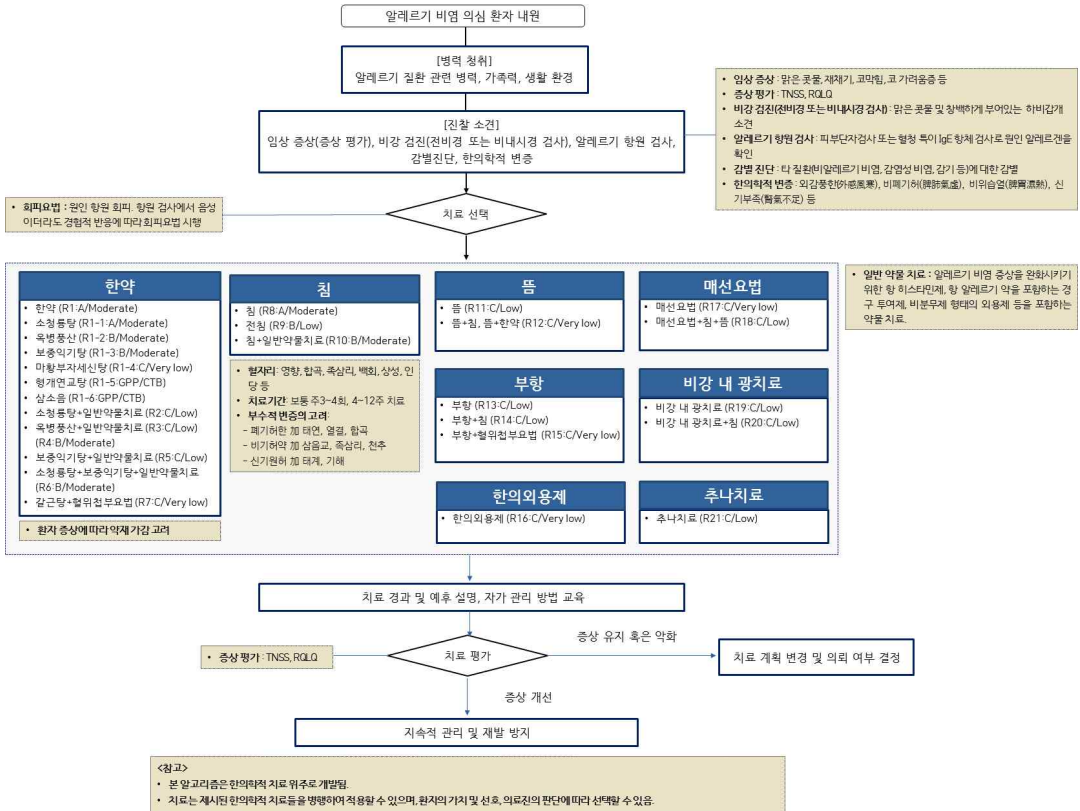 알레르기 비염 의심 환자 내원
[병력 청취]
알레르기 질환 관련 병력, 가족력, 생활 환경
[진찰 소견]
임상 증상(증상 평가), 비강 검진(전비경 또는 비내시경 검사), 알레르기 항원 검사,
감별진단, 한의학적 변증
• 임상 증상 : 맑은 콧물, 재채기, 코막힘, 코 가려움증 등
• 증상 평가 : TNSS, RQLQ
• 비강 검진(전비경 또는 비내시경 검사) : 맑은 콧물 및 창백하게 부어있는 하비갑개
소견
• 알레르기 항원 검사 : 피부단자검사 또는 혈청 특이 IgE 항체 검사로 원인 알레르겐을
확인
• 감별 진단 : 타 질환(비알레르기 비염, 감염성 비염, 감기 등)에 대한 감별
• 한의학적 변증 : 외감풍한(外感風寒), 비폐기허(脾肺氣虛), 비위습열(脾胃濕熱), 신
기부족(腎氣不足) 등
• 회피요법 : 원인 항원 회피. 항원 검사에서 음성
이더라도 경험적 반응에 따라 회피요법 시행
치료 선택
한약
• 한약 (R1:A/Moderate)
• 소청룡탕 (R1-1:A/Moderate)
• 옥병풍산 (R1-2:B/Moderate)
• 보중익기탕 (R1-3:B/Moderate)
• 마황부자세신탕 (R1-4:C/Very low)
• 형개연교탕 (R1-5:GPP/CTB)
• 삼소음 (R1-6:GPP/CTB)
• 소청룡탕+일반약물치료 (R2:C/Low)
• 옥병풍산+일반약물치료 (R3:C/Low)
(R4:B/Moderate)
• 보중익기탕+일반약물치료 (R5:C/Low)
• 소청룡탕+보중익기탕+일반약물치료
(R6:B/Moderate)
• 갈근탕+혈위첩부요법 (R7:C/Very low)
• 환자 증상에 따라 약재 가감 고려
침
• 침 (R8:A/Moderate)
• 전침 (R9:B/Low)
• 침+일반약물치료 (R10:B/Moderate)
• 혈자리: 영향, 합곡, 족삼리, 백회, 상성, 인
당 등
• 치료기간: 보통 주3~4회, 4~12주 치료
• 부수적 변증의 고려:
– 폐기허한 加 태연, 열결, 합곡
– 비기허약 加 삼음교, 족삼리, 천추
– 신기원허 加 태계, 기해
뜸
• 뜸 (R11:C/Low)
• 뜸+침, 뜸+한약 (R12:C/Very low)
부항
• 부항 (R13:C/Low)
• 부항+침 (R14:C/Low)
• 부항+혈위첩부요법 (R15:C/Very low)
한의외용제
• 한의외용제 (R16:C/Very low)
매선요법
• 매선요법 (R17:C/Very low)
• 매선요법+침+뜸 (R18:C/Low)
비강 내 광치료
• 비강 내 광치료 (R19:C/Low)
• 비강 내 광치료+침 (R20:C/Low)
추나치료
• 추나치료 (R21:C/Low)
• 일반 약물 치료 : 알레르기 비염 증상을 완화시키기
위한 항 히스타민제, 항 알레르기 약을 포함하는 경
구 투여제, 비분무제 형태의 외용제 등을 포함하는
약물 치료.
치료 경과 및 예후 설명, 자가 관리 방법 교육
• 증상 평가 : TNSS, RQLQ
치료 평가
증상 유지 혹은 악화
치료 계획 변경 및 의뢰 여부 결정
증상 개선
지속적 관리 및 재발 방지
<참고>
• 본 알고리즘은 한의학적 치료 위주로 개발됨.
• 치료는 제시된 한의학적 치료들을 병행하여 적용할 수 있으며, 환자의 가치 및 선호, 의료진의 판단에 따라 선택할 수 있음.